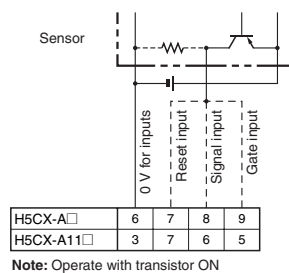 Sensor
0 V for inputs
Reset input
Signal input
Gate input
H5CX-A□ 6 7 8 9
H5CX-A11□ 3 7 6 5
Note: Operate with transistor ON